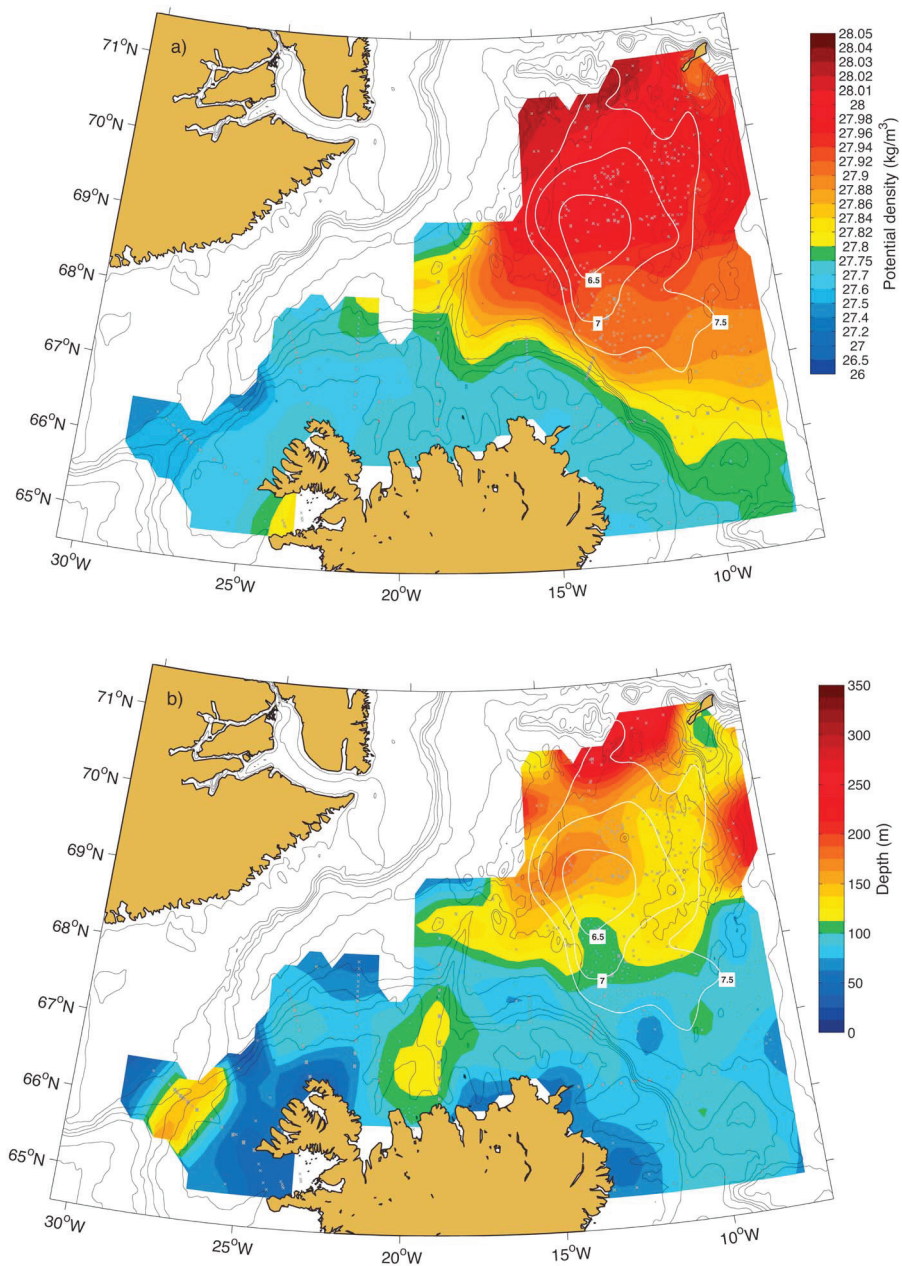 a)
71°N
70°N
69°N
68°N
67°N
66°N
65°N
30°W
25°W
20°W
15°W
10°W
6.5
7
7.5
28.05
28.04
28.03
28.02
28.01
28
27.98
27.96
27.94
27.92
27.9
27.88
27.86
27.84
27.82
27.8
27.75
27.7
27.6
27.5
27.4
27.2
27
26.5
26
Potential density (kg/m³)
b)
71°N
70°N
69°N
68°N
67°N
66°N
65°N
30°W
25°W
20°W
15°W
10°W
6.5
7
7.5
350
300
250
200
150
100
50
0
Depth (m)